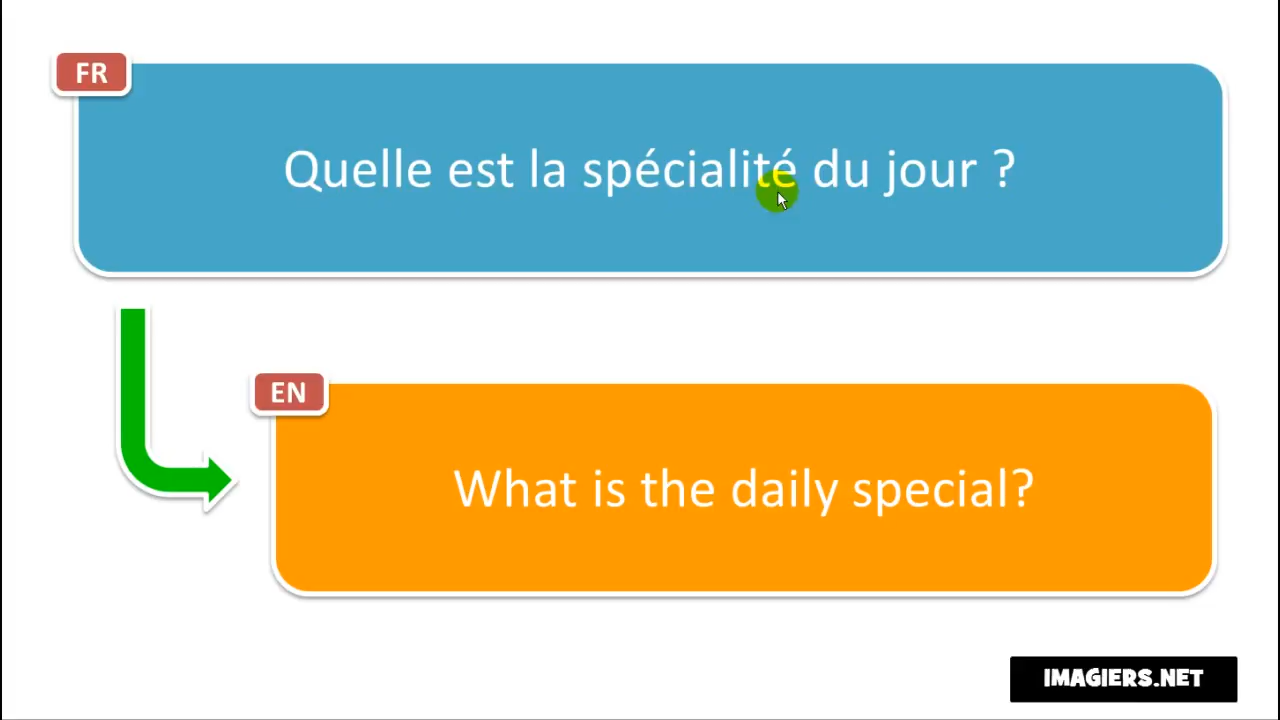 FR
Quelle est la spécialité du jour ?
EN
What is the daily special?
IMAGIERS.NET